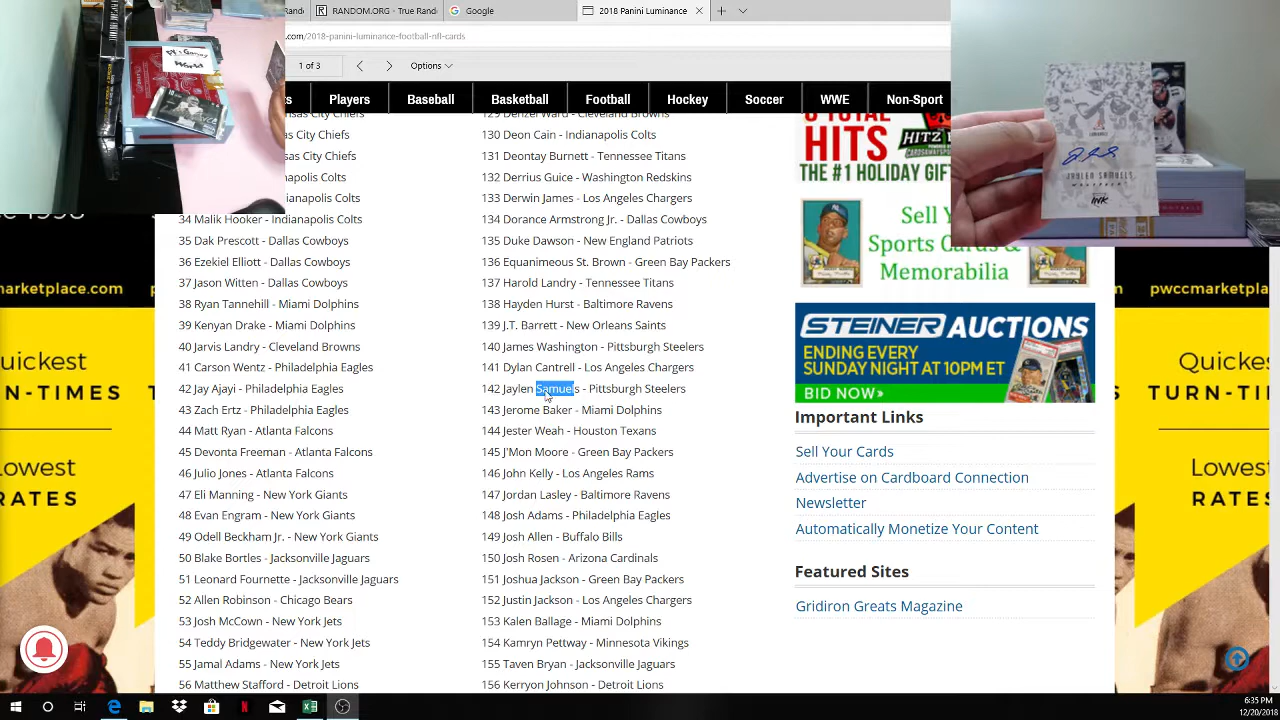 Rando
RANDOM.ORG - True Rand
Google
2018 Panini Luminance
.com/2018-panini-luminance-football-nfl-cards
1 of 3
Options
Players
Baseball
Basketball
Football
Hockey
Soccer
WWE
Non-Sport
129 Denzel Ward - Cleveland Browns
130 Deon Cain - Indianapolis Colts
131 Deontay Burnett - Tennessee Titans
132 Derrius Guice - Washington Redskins
133 Derwin James - Los Angeles Chargers
34 Malik Hooker - Indianapolis Colts
134 Dorance Armstrong Jr. - Dallas Cowboys
35 Dak Prescott - Dallas Cowboys
135 Duke Dawson - New England Patriots
36 Ezekiel Elliott - Dallas Cowboys
136 Equanimeous St. Brown - Green Bay Packers
37 Jason Witten - Dallas Cowboys
137 Harold Landry - Tennessee Titans
38 Ryan Tannehill - Miami Dolphins
138 Hayden Hurst - Baltimore Ravens
39 Kenyan Drake - Miami Dolphins
139 J.T. Barrett - New Orleans Saints
40 Jarvis Landry - Cleveland Browns
140 James Washington - Pittsburgh Steelers
41 Carson Wentz - Philadelphia Eagles
141 Dylan Cantrell - Los Angeles Chargers
42 Jay Ajayi - Philadelphia Eagles
142 Jaylen Samuels - Pittsburgh Steelers
43 Zach Ertz - Philadelphia Eagles
143 Jerome Baker - Miami Dolphins
44 Matt Ryan - Atlanta Falcons
144 Jester Weah - Houston Texans
45 Devonta Freeman - Atlanta Falcons
145 J'Mon Moore - Green Bay Packers
46 Julio Jones - Atlanta Falcons
146 John Kelly - Los Angeles Rams
47 Eli Manning - New York Giants
147 Jordan Lasley - Baltimore Ravens
48 Evan Engram - New York Giants
148 Josh Adams - Philadelphia Eagles
49 Odell Beckham Jr. - New York Giants
149 Josh Allen - Buffalo Bills
50 Blake Bortles - Jacksonville Jaguars
150 Josh Rosen - Arizona Cardinals
51 Leonard Fournette - Jacksonville Jaguars
151 Joshua Jackson - Green Bay Packers
52 Allen Robinson - Chicago Bears
152 Justin Jackson - Los Angeles Chargers
53 Josh McCown - New York Jets
153 Kalen Ballage - Miami Dolphins
54 Teddy Bridgewater - New York Jets
154 Kamryn Pettway - Minnesota Vikings
55 Jamal Adams - New York Jets
155 Taven Bryan - Jacksonville Jaguars
56 Matthew Stafford - Detroit Lions
156 Kerryon Johnson - Detroit Lions
sas City Chiefs
sas City Chiefs
apolis Colts
dianapolis Colts
HITS
HITZ
THE #1 HOLIDAY GIF
Sell Y
Sports Cards &
Memorabilia
STEINER AUCTIONS
ENDING EVERY
SUNDAY NIGHT AT 10PM ET
BID NOW»
Important Links
Sell Your Cards
Advertise on Cardboard Connection
Newsletter
Automatically Monetize Your Content
Featured Sites
Gridiron Greats Magazine
JAYLEN SAMUELS
INK
marketplace.com
uickest
TURN-TIMES
owest
RATES
pwccmarketpla
Quickes
TURN-TI
Lowest
RATES
6:35 PM
12/20/2018